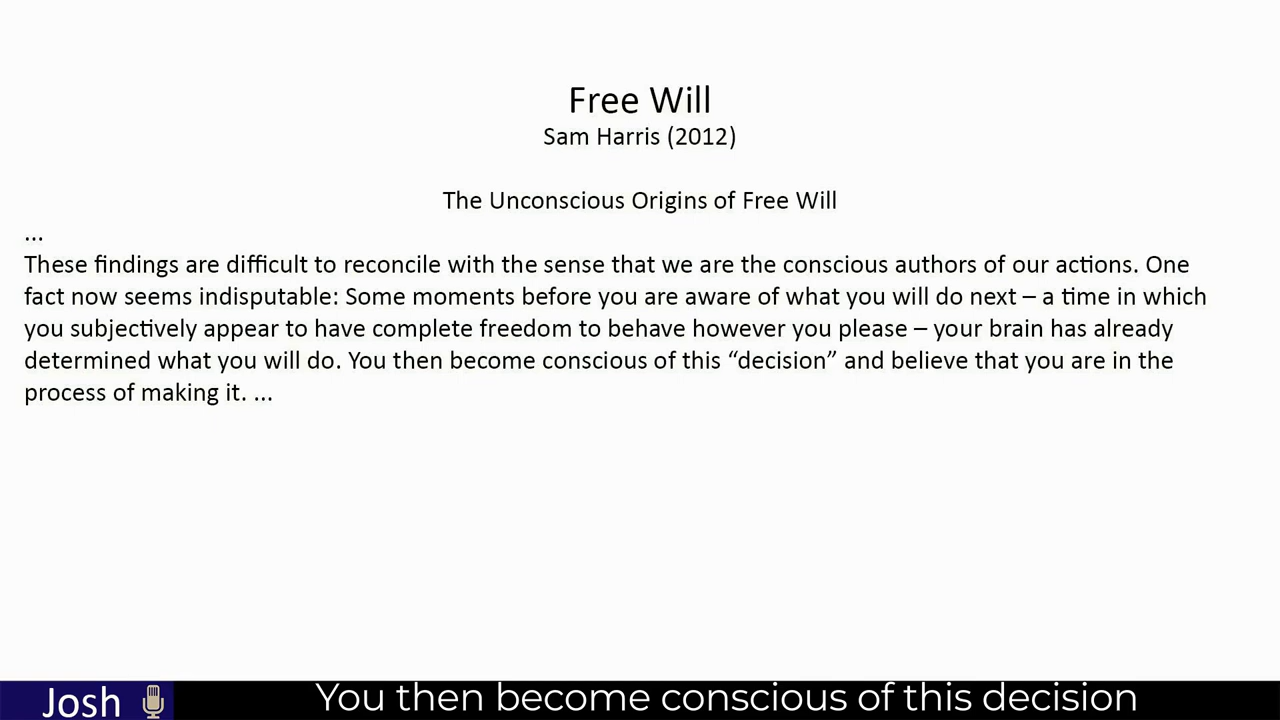 Free Will
Sam Harris (2012)
The Unconscious Origins of Free Will
...
These findings are difficult to reconcile with the sense that we are the conscious authors of our actions. One
fact now seems indisputable: Some moments before you are aware of what you will do next – a time in which
you subjectively appear to have complete freedom to behave however you please – your brain has already
determined what you will do. You then become conscious of this “decision” and believe that you are in the
process of making it. ...
Josh
You then become conscious of this decision